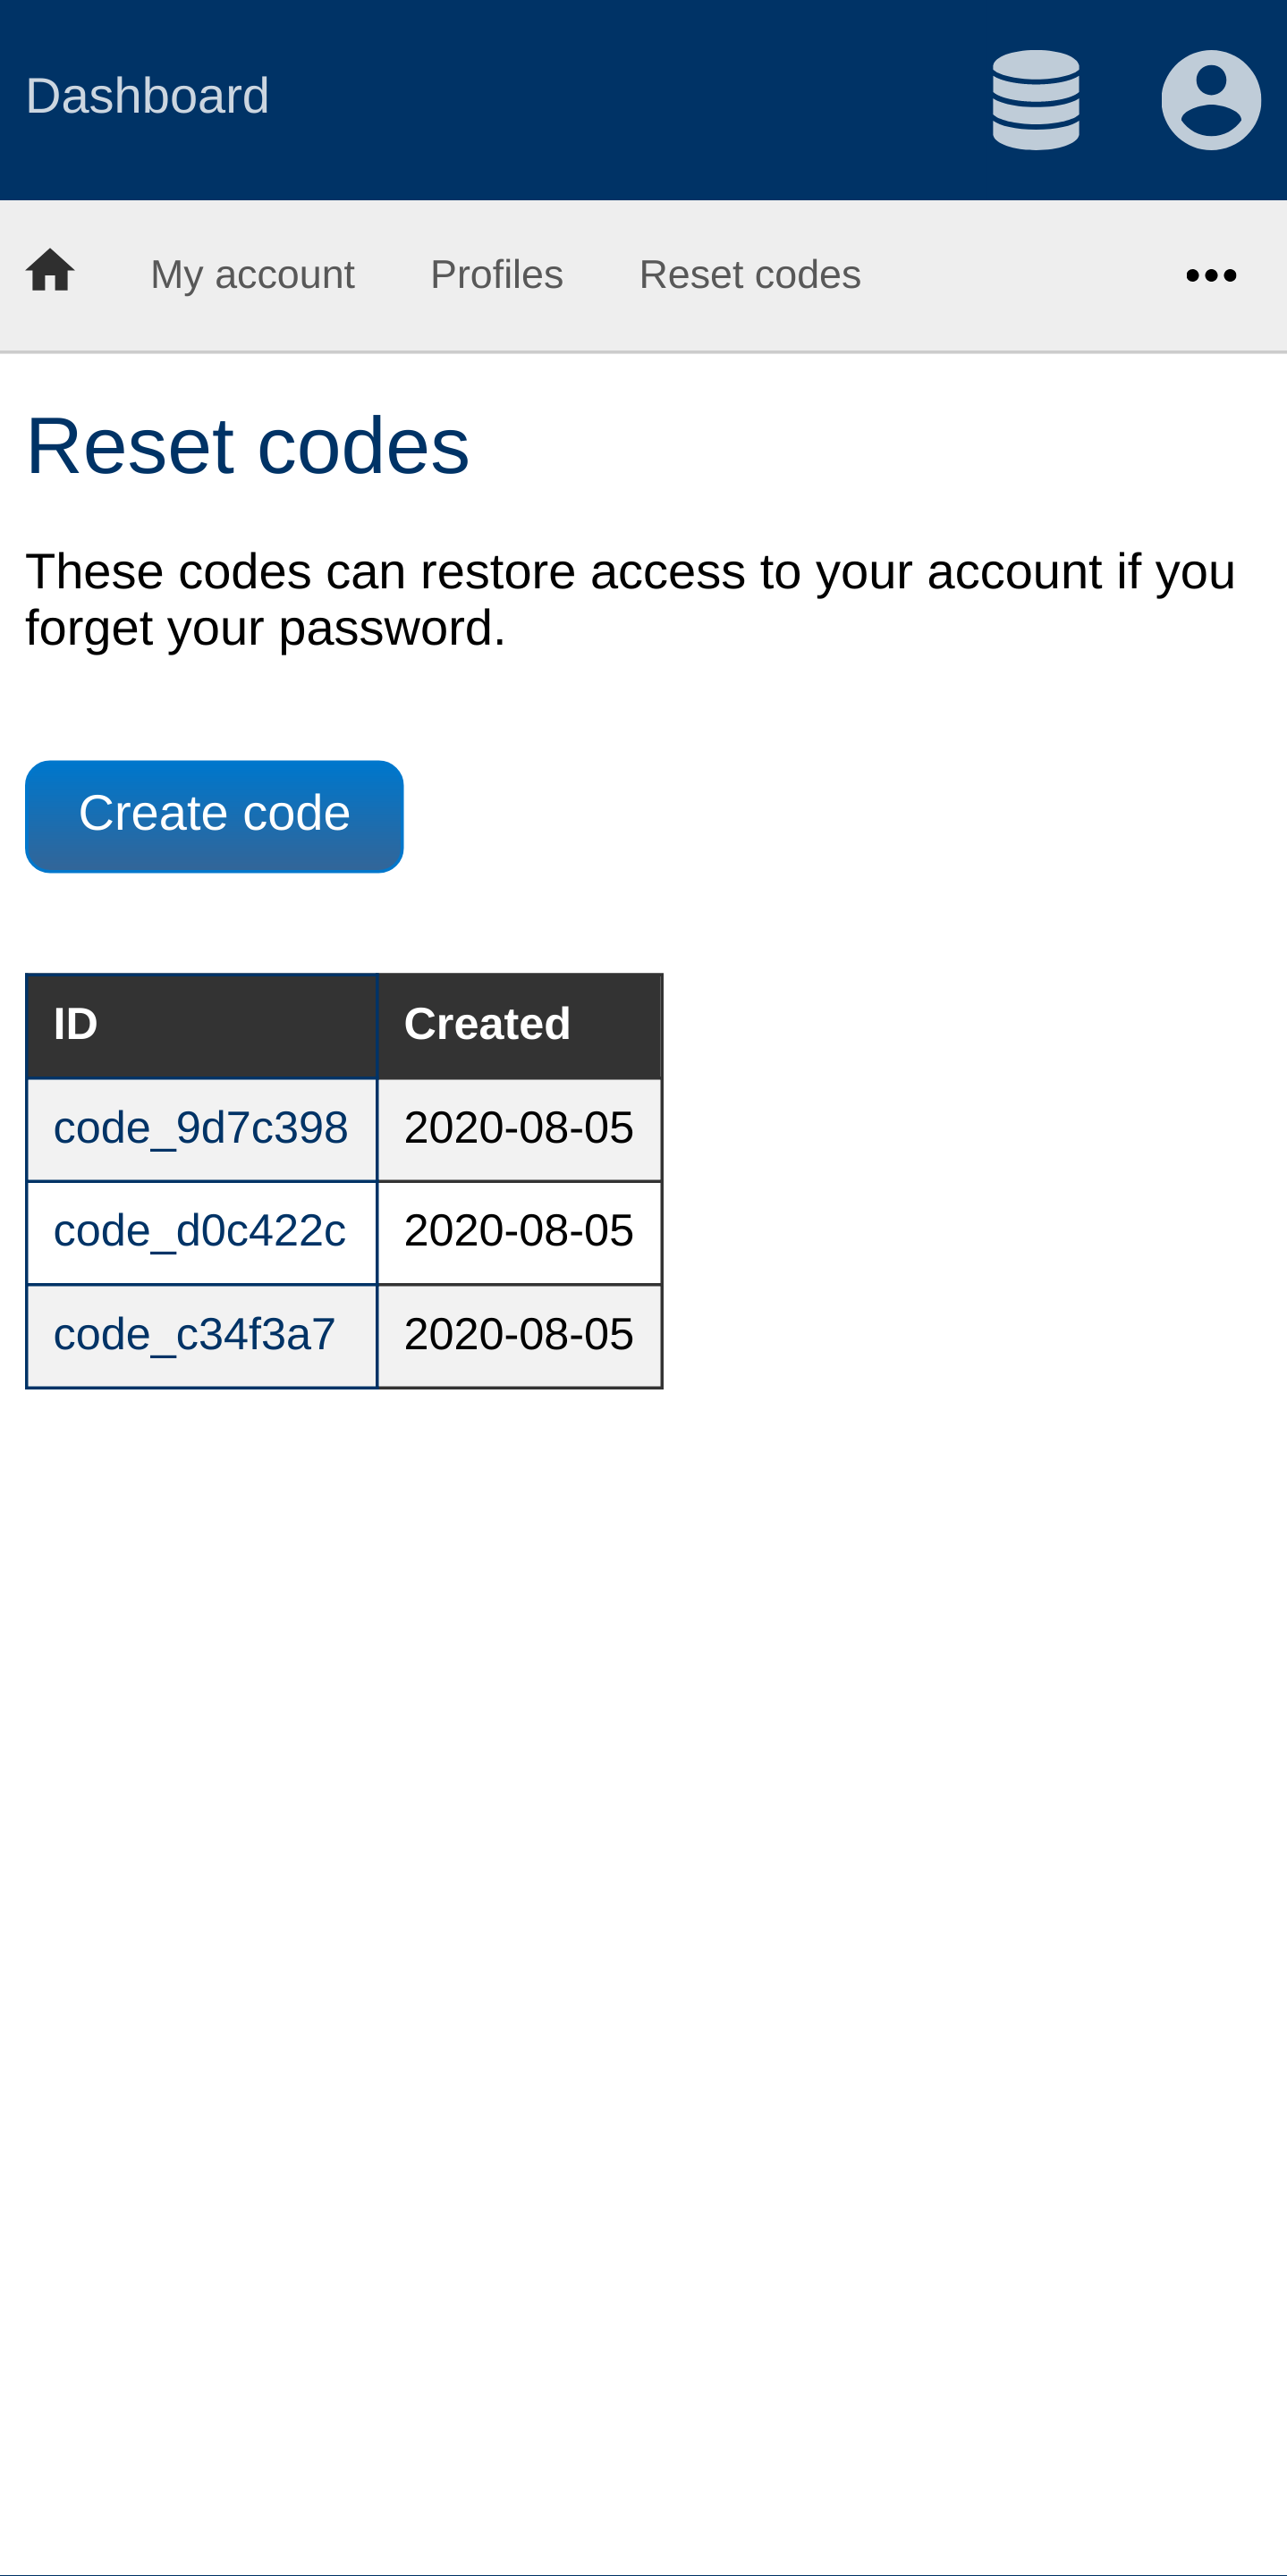 Dashboard
My account Profiles Reset codes
Reset codes
These codes can restore access to your account if you
forget your password.
Create code
ID Created
code_9d7c398 2020-08-05
code_d0c422c 2020-08-05
code_c34f3a7 2020-08-05